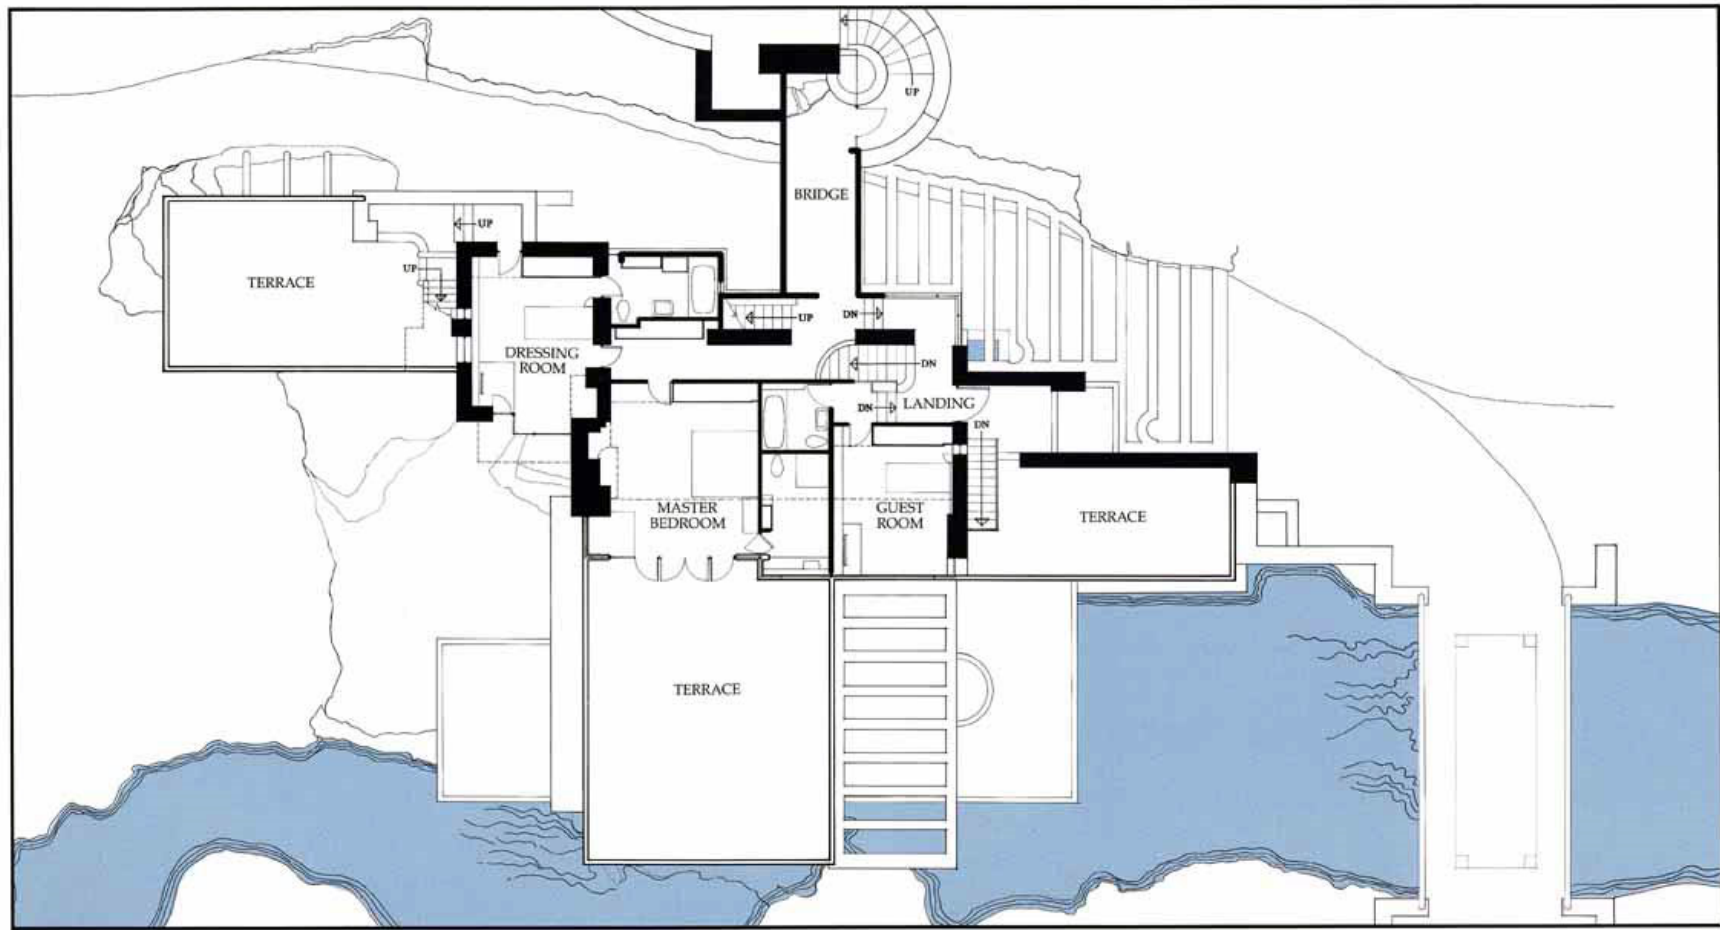 UP
BRIDGE
UP
TERRACE
UP
UP
DN
DRESSING
ROOM
DN
DN
LANDING
DN
MASTER
BEDROOM
GUEST
ROOM
TERRACE
TERRACE